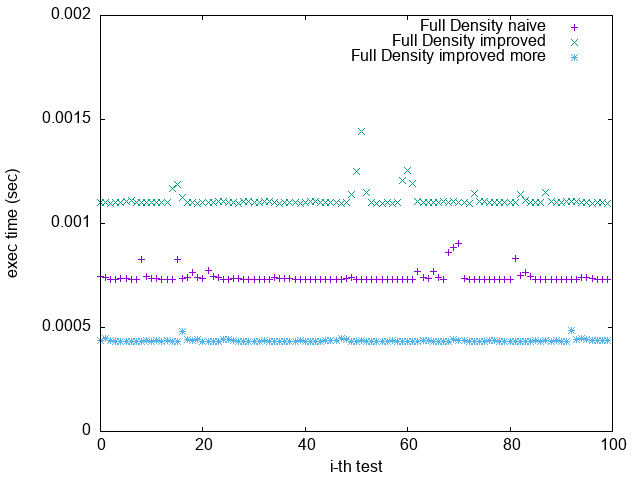 0.002
Full Density naive
Full Density improved
Full Density improved more
0.0015
0.001
exec time (sec)
0.0005
0
0 20 40 60 80 100
i-th test